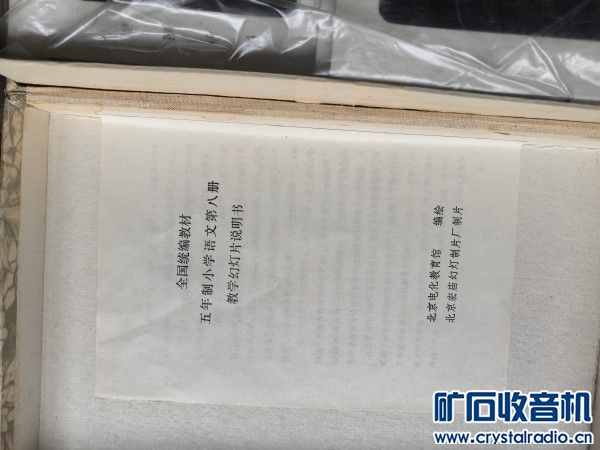 全国统编教材
五年制小学语文第八册
教学幻灯片说明书
北京电化教育馆 编绘
北京宏庙幻灯制片厂制片
矿石收音机
www.crystalradio.cn